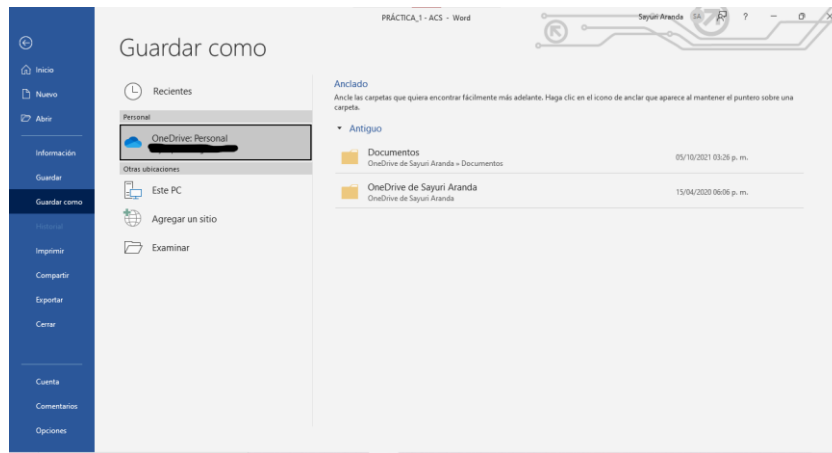 PRÁCTICA_1 - ACS - Word
Sayuri Aranda SA ?
Guardar como
Inicio
Nuevo
Abrir
Información
Guardar
Guardar como
Historial
Imprimir
Compartir
Exportar
Cerrar
Cuenta
Comentarios
Opciones
Recientes
Personal
OneDrive: Personal
Otras ubicaciones
Este PC
Agregar un sitio
Examinar
Anclado
Ancle las carpetas que quiera encontrar fácilmente más adelante. Haga clic en el icono de anclar que aparece al mantener el puntero sobre una
carpeta.
Antiguo
Documentos
OneDrive de Sayuri Aranda » Documentos
05/10/2021 03:26 p. m.
OneDrive de Sayuri Aranda
OneDrive de Sayuri Aranda
15/04/2020 06:06 p. m.